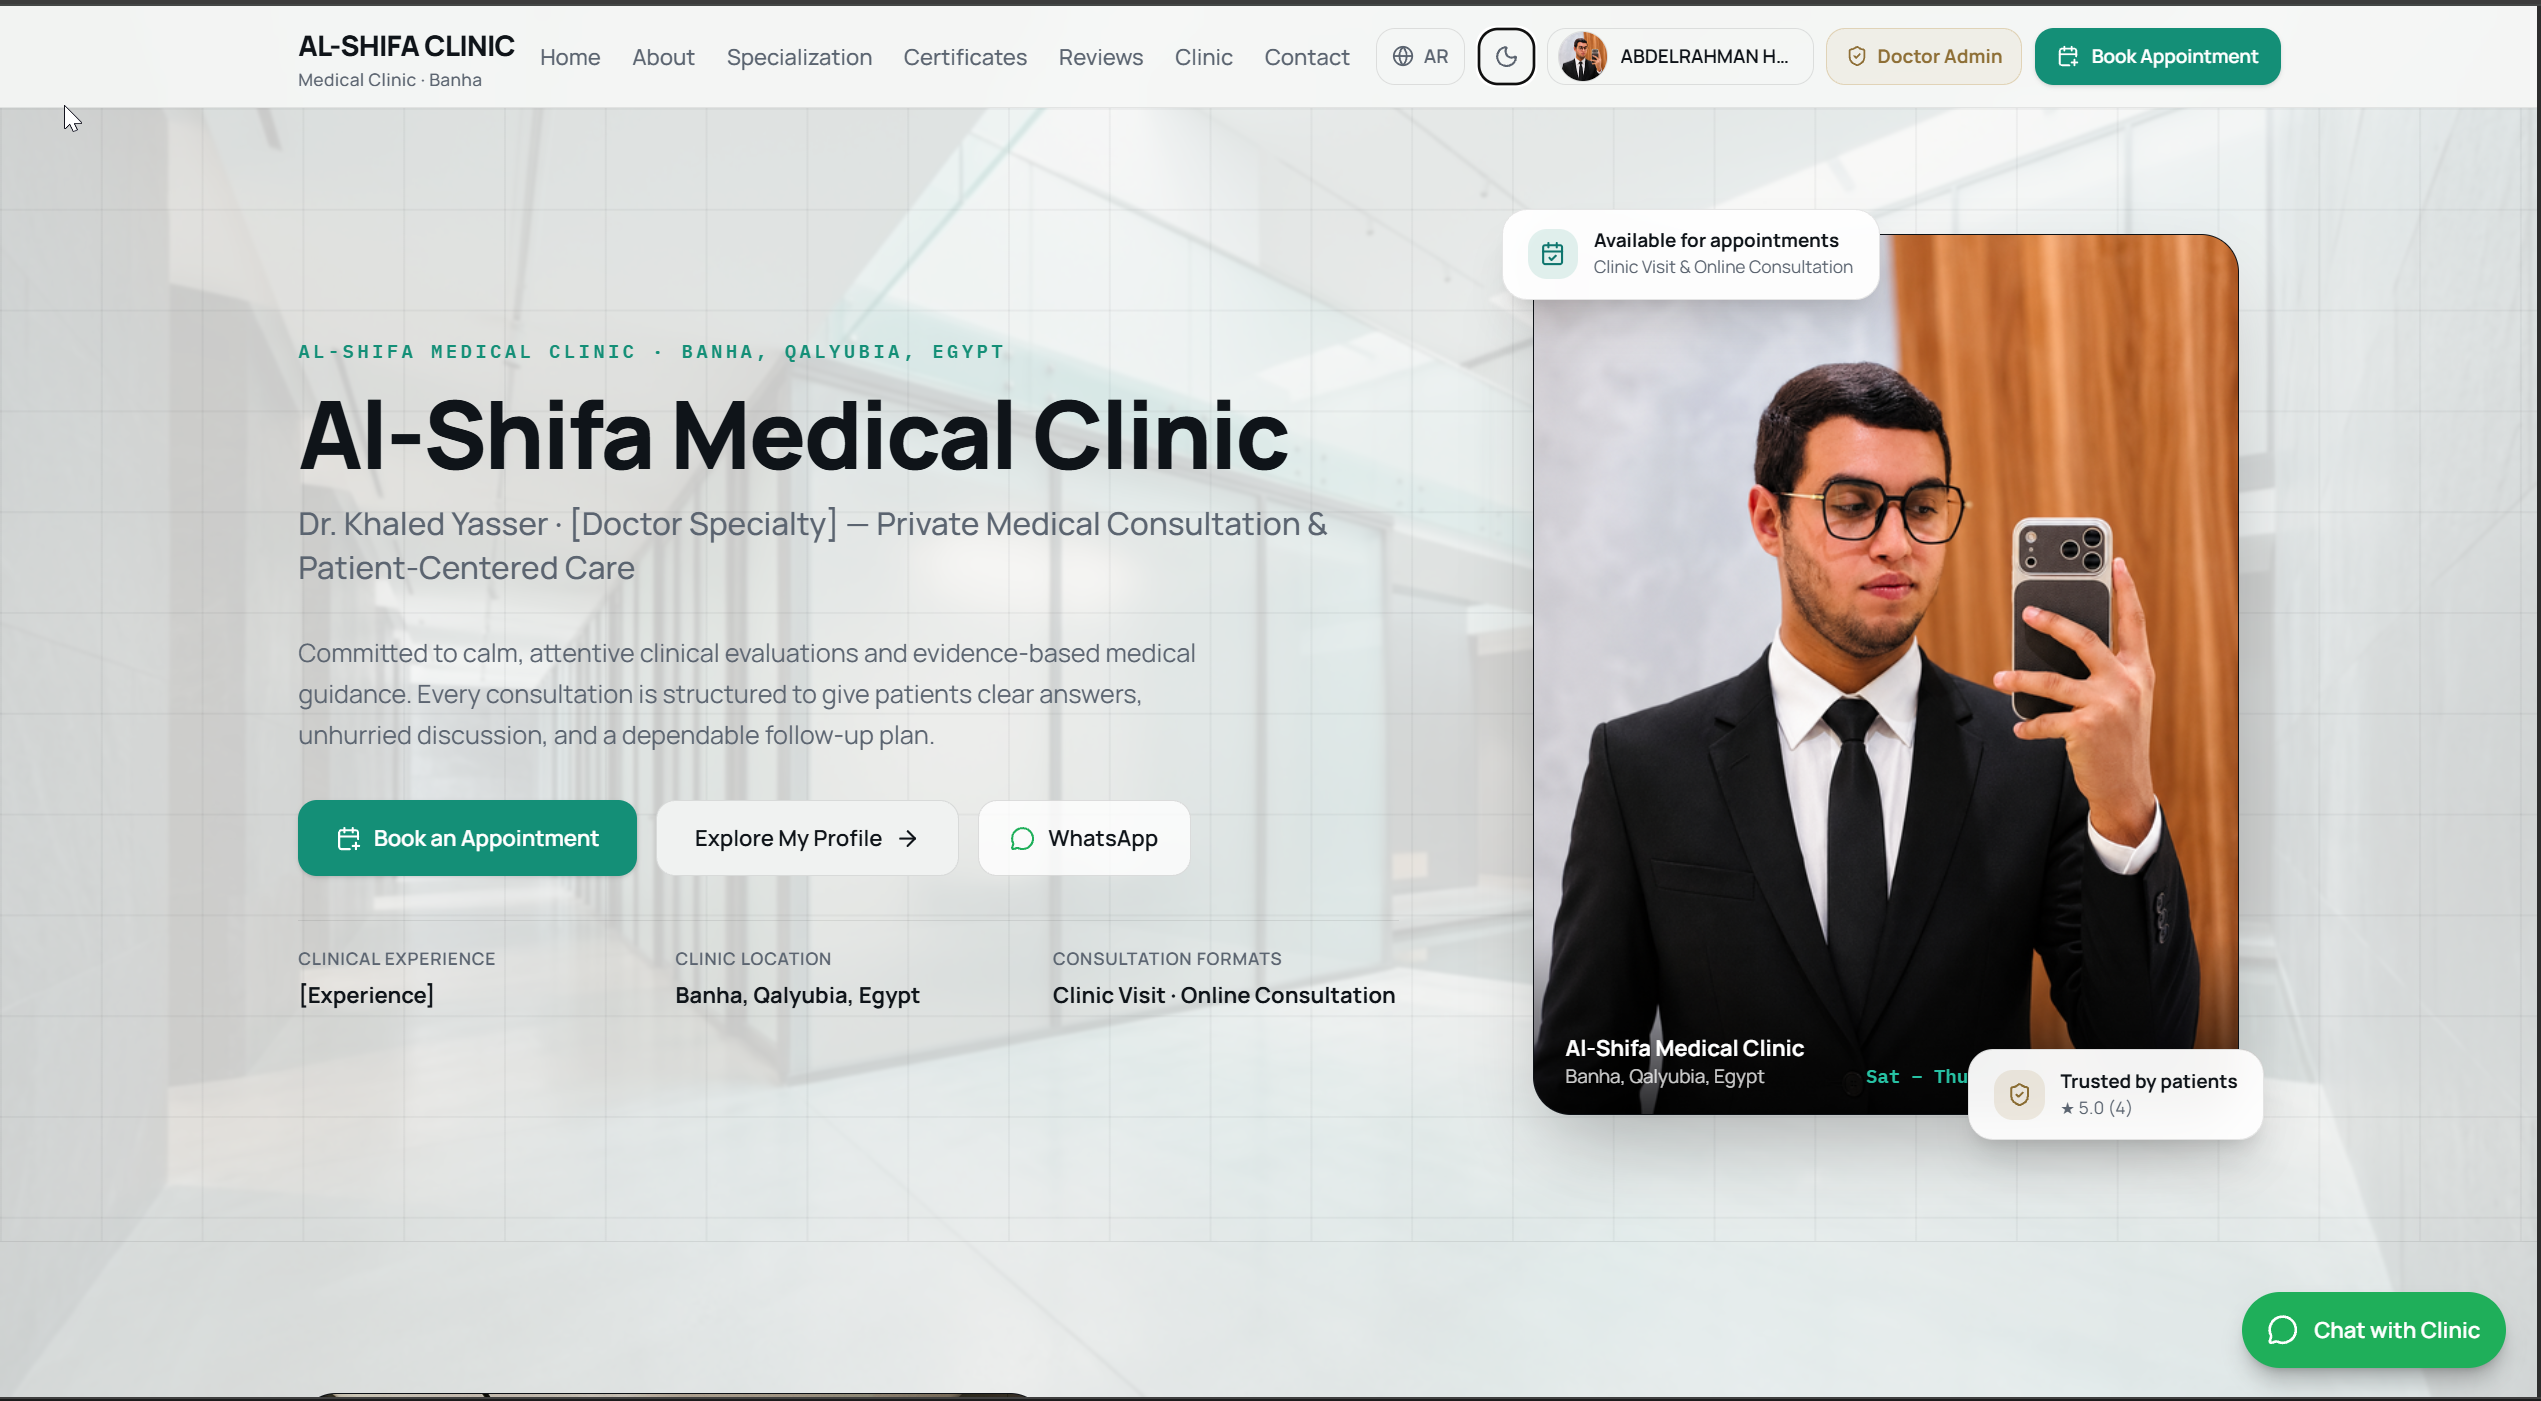 AL-SHIFA CLINIC
Medical Clinic · Banha
Home
About
Specialization
Certificates
Reviews
Clinic
Contact
AR
ABDELRAHMAN H...
Doctor Admin
Book Appointment
Available for appointments
Clinic Visit & Online Consultation
AL-SHIFA MEDICAL CLINIC · BANHA, QALYUBIA, EGYPT
Al-Shifa Medical Clinic
Dr. Khaled Yasser · [Doctor Specialty] — Private Medical Consultation &
Patient-Centered Care
Committed to calm, attentive clinical evaluations and evidence-based medical
guidance. Every consultation is structured to give patients clear answers,
unhurried discussion, and a dependable follow-up plan.
Book an Appointment
Explore My Profile →
WhatsApp
CLINICAL EXPERIENCE
[Experience]
CLINIC LOCATION
Banha, Qalyubia, Egypt
CONSULTATION FORMATS
Clinic Visit · Online Consultation
Al-Shifa Medical Clinic
Banha, Qalyubia, Egypt
Sat – Thu
Trusted by patients
★ 5.0 (4)
Chat with Clinic